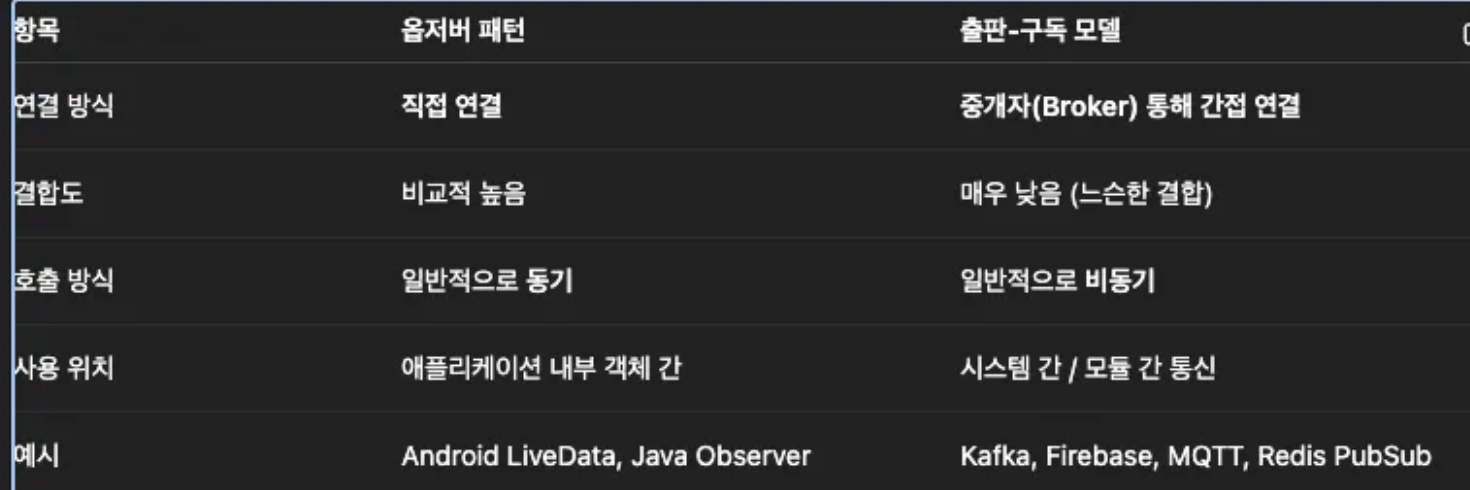 항목 옵저버 패턴 출판-구독 모델
연결 방식 직접 연결 중개자(Broker) 통해 간접 연결
결합도 비교적 높음 매우 낮음 (느슨한 결합)
호출 방식 일반적으로 동기 일반적으로 비동기
사용 위치 애플리케이션 내부 객체 간 시스템 간 / 모듈 간 통신
예시 Android LiveData, Java Observer Kafka, Firebase, MQTT, Redis PubSub